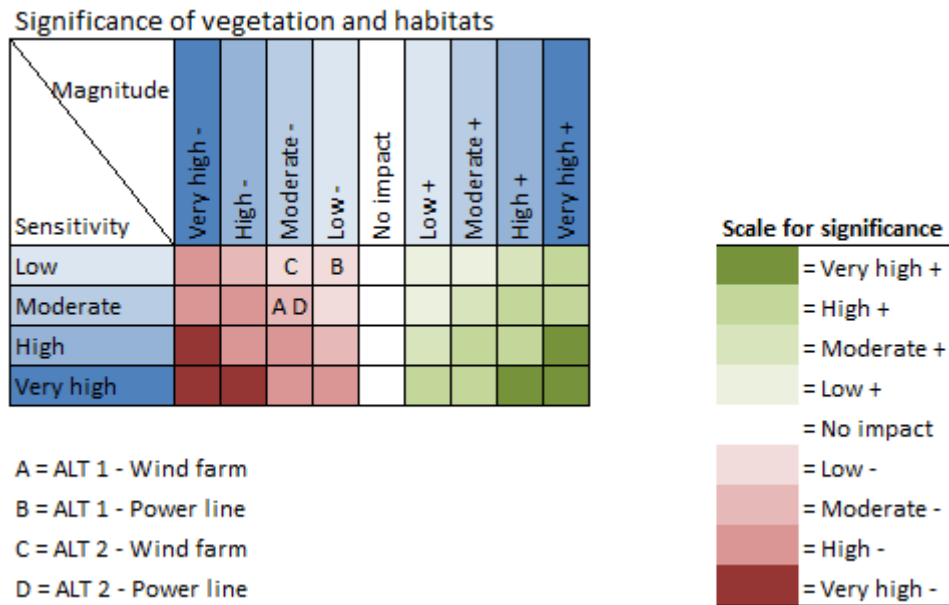 Significance of vegetation and habitats
Magnitude
Sensitivity
Very high -
High -
Moderate -
Low -
No impact
Low +
Moderate +
High +
Very high +
Low
C
B
Moderate
A D
High
Very high
A = ALT 1 - Wind farm
B = ALT 1 - Power line
C = ALT 2 - Wind farm
D = ALT 2 - Power line
Scale for significance
= Very high +
= High +
= Moderate +
= Low +
= No impact
= Low -
= Moderate -
= High -
= Very high -